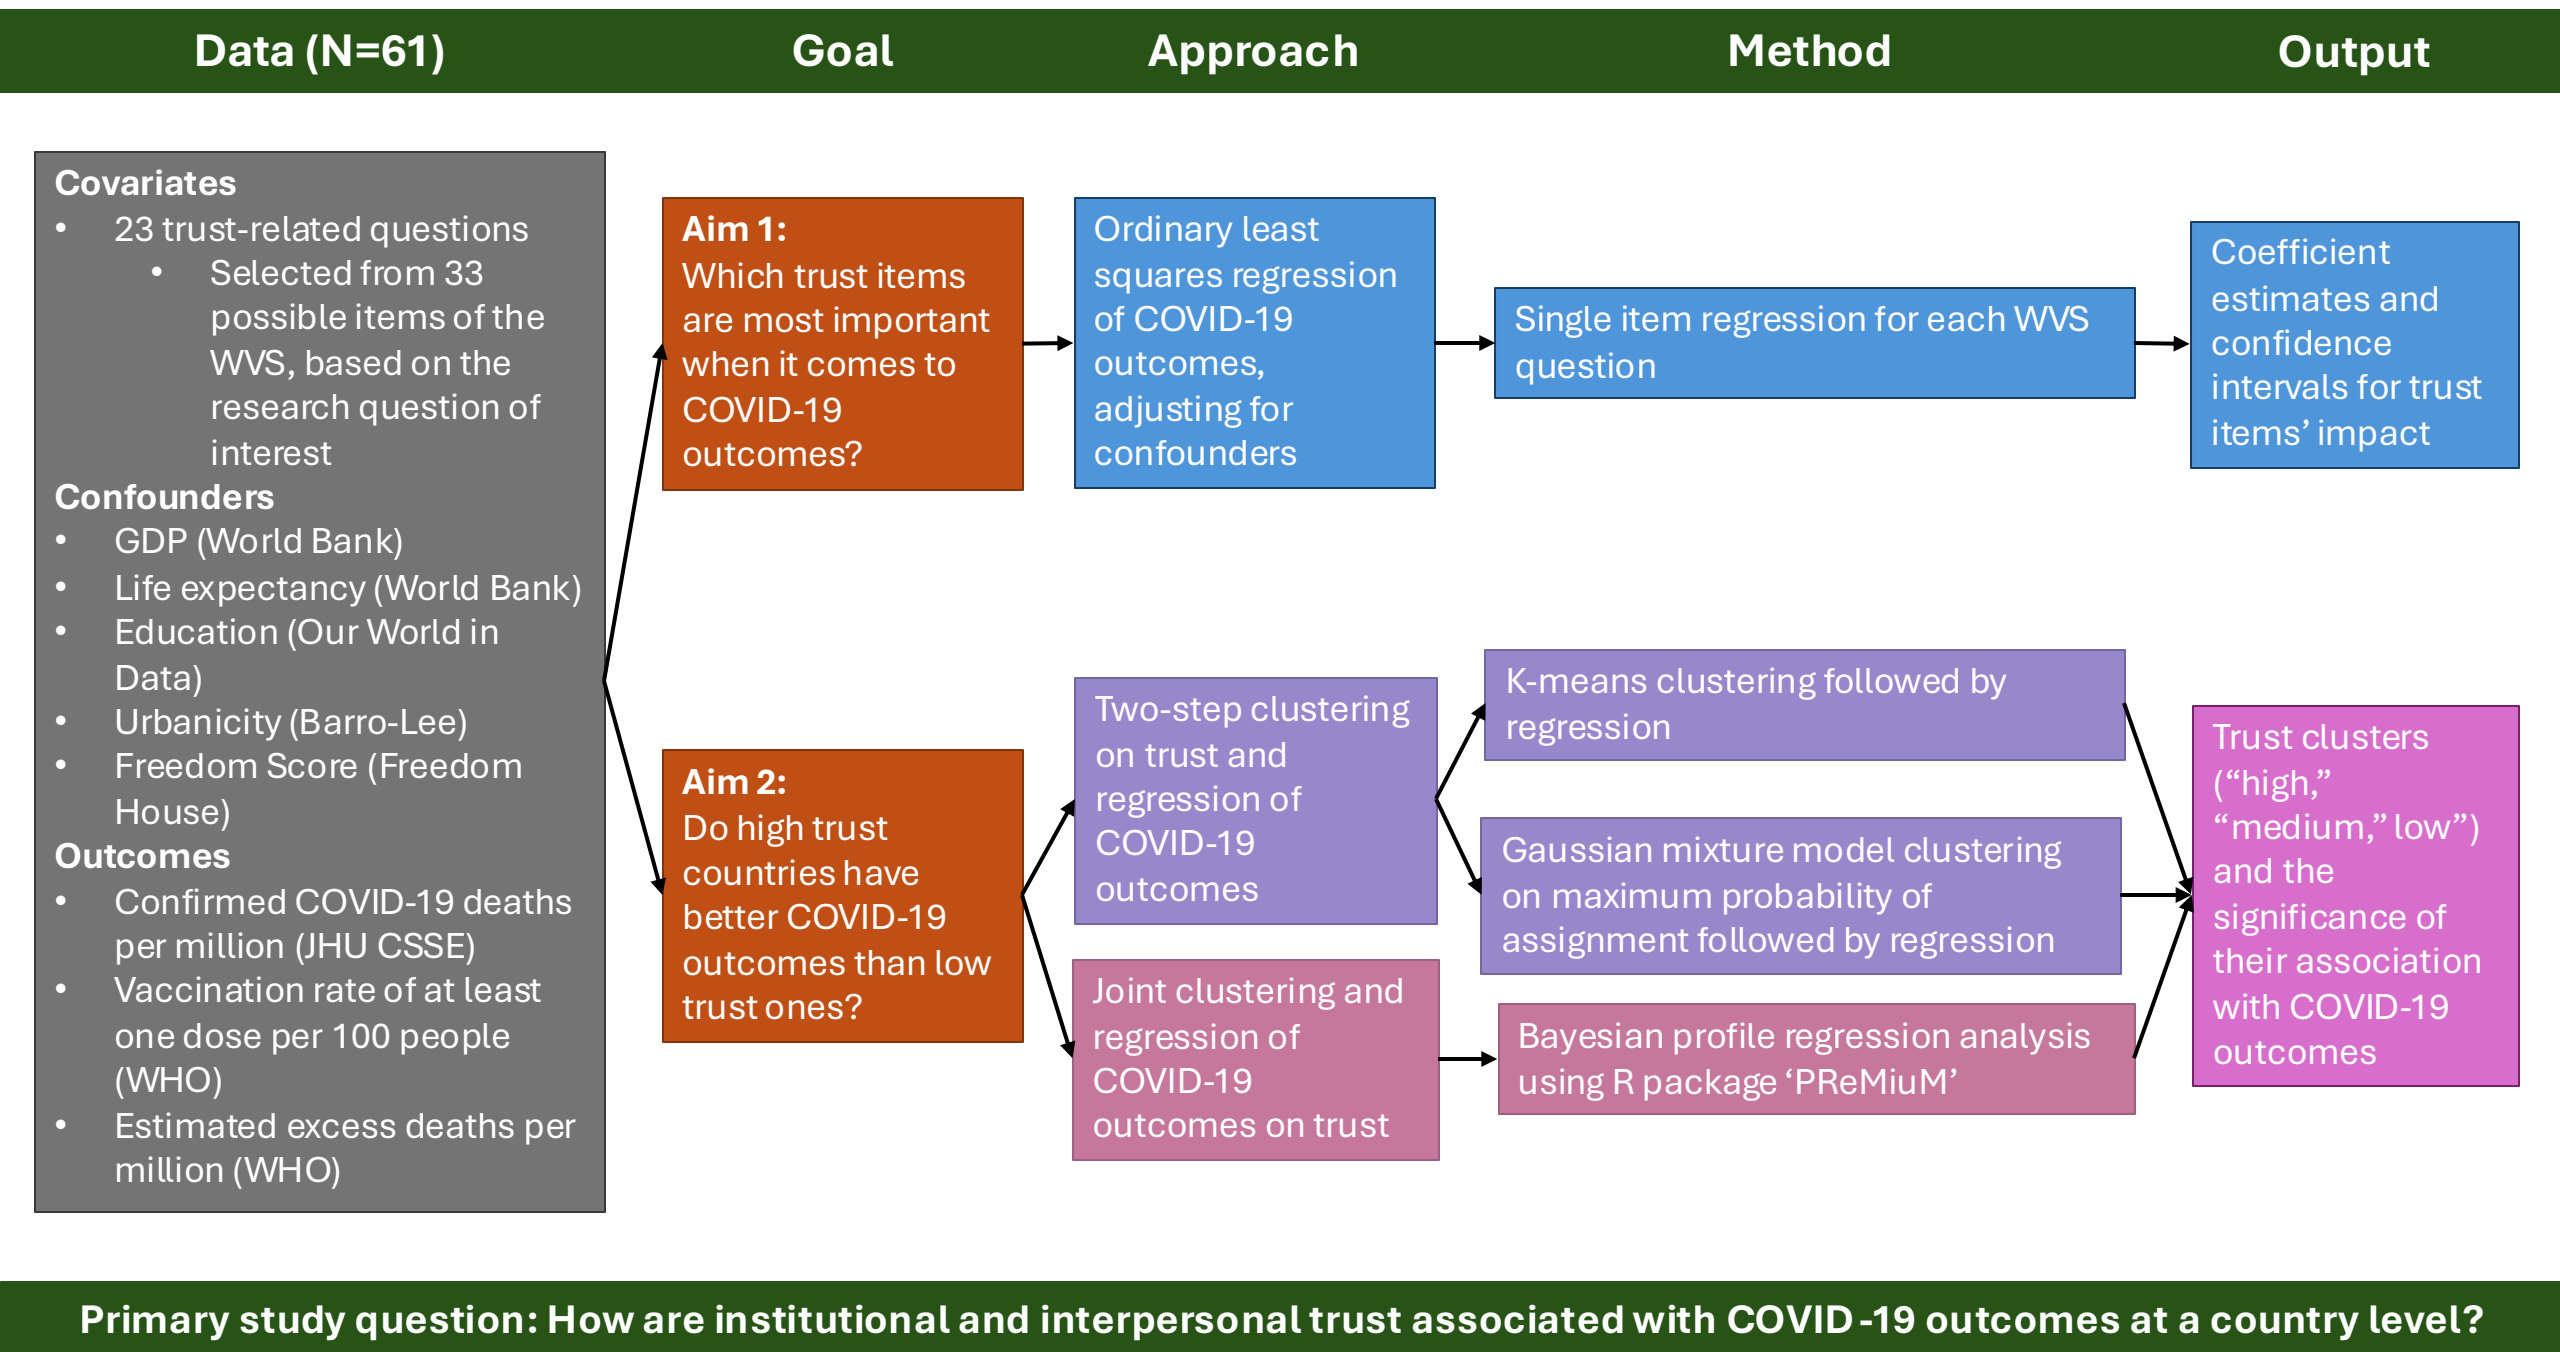 Data (N=61)
Goal
Approach
Method
Output
Covariates
• 23 trust-related questions
• Selected from 33
possible items of the
WVS, based on the
research question of
interest
Confounders
• GDP (World Bank)
• Life expectancy (World Bank)
• Education (Our World in
Data)
• Urbanicity (Barro-Lee)
• Freedom Score (Freedom
House)
Outcomes
• Confirmed COVID-19 deaths
per million (JHU CSSE)
• Vaccination rate of at least
one dose per 100 people
(WHO)
• Estimated excess deaths per
million (WHO)
Aim 1:
Which trust items
are most important
when it comes to
COVID-19
outcomes?
Ordinary least
squares regression
of COVID-19
outcomes,
adjusting for
confounders
Single item regression for each WVS
question
Coefficient
estimates and
confidence
intervals for trust
items’ impact
Aim 2:
Do high trust
countries have
better COVID-19
outcomes than low
trust ones?
Two-step clustering
on trust and
regression of
COVID-19
outcomes
Joint clustering and
regression of
COVID-19
outcomes on trust
K-means clustering followed by
regression
Gaussian mixture model clustering
on maximum probability of
assignment followed by regression
Bayesian profile regression analysis
using R package ‘PReMiuM’
Trust clusters
(“high,”
“medium,” low”)
and the
significance of
their association
with COVID-19
outcomes
Primary study question: How are institutional and interpersonal trust associated with COVID-19 outcomes at a country level?